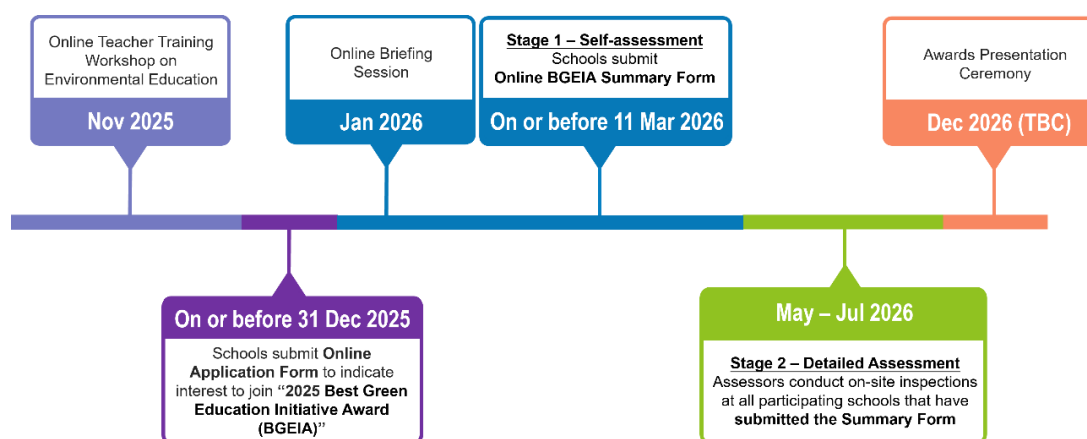 Online Teacher Training
Workshop on
Environmental Education
Nov 2025
Online Briefing
Session
Jan 2026
Stage 1 – Self-assessment
Schools submit
Online BGEIA Summary Form
On or before 11 Mar 2026
Awards Presentation
Ceremony
Dec 2026 (TBC)
On or before 31 Dec 2025
Schools submit Online
Application Form to indicate
interest to join “2025 Best Green
Education Initiative Award
(BGEIA)”
May – Jul 2026
Stage 2 – Detailed Assessment
Assessors conduct on-site inspections
at all participating schools that have
submitted the Summary Form